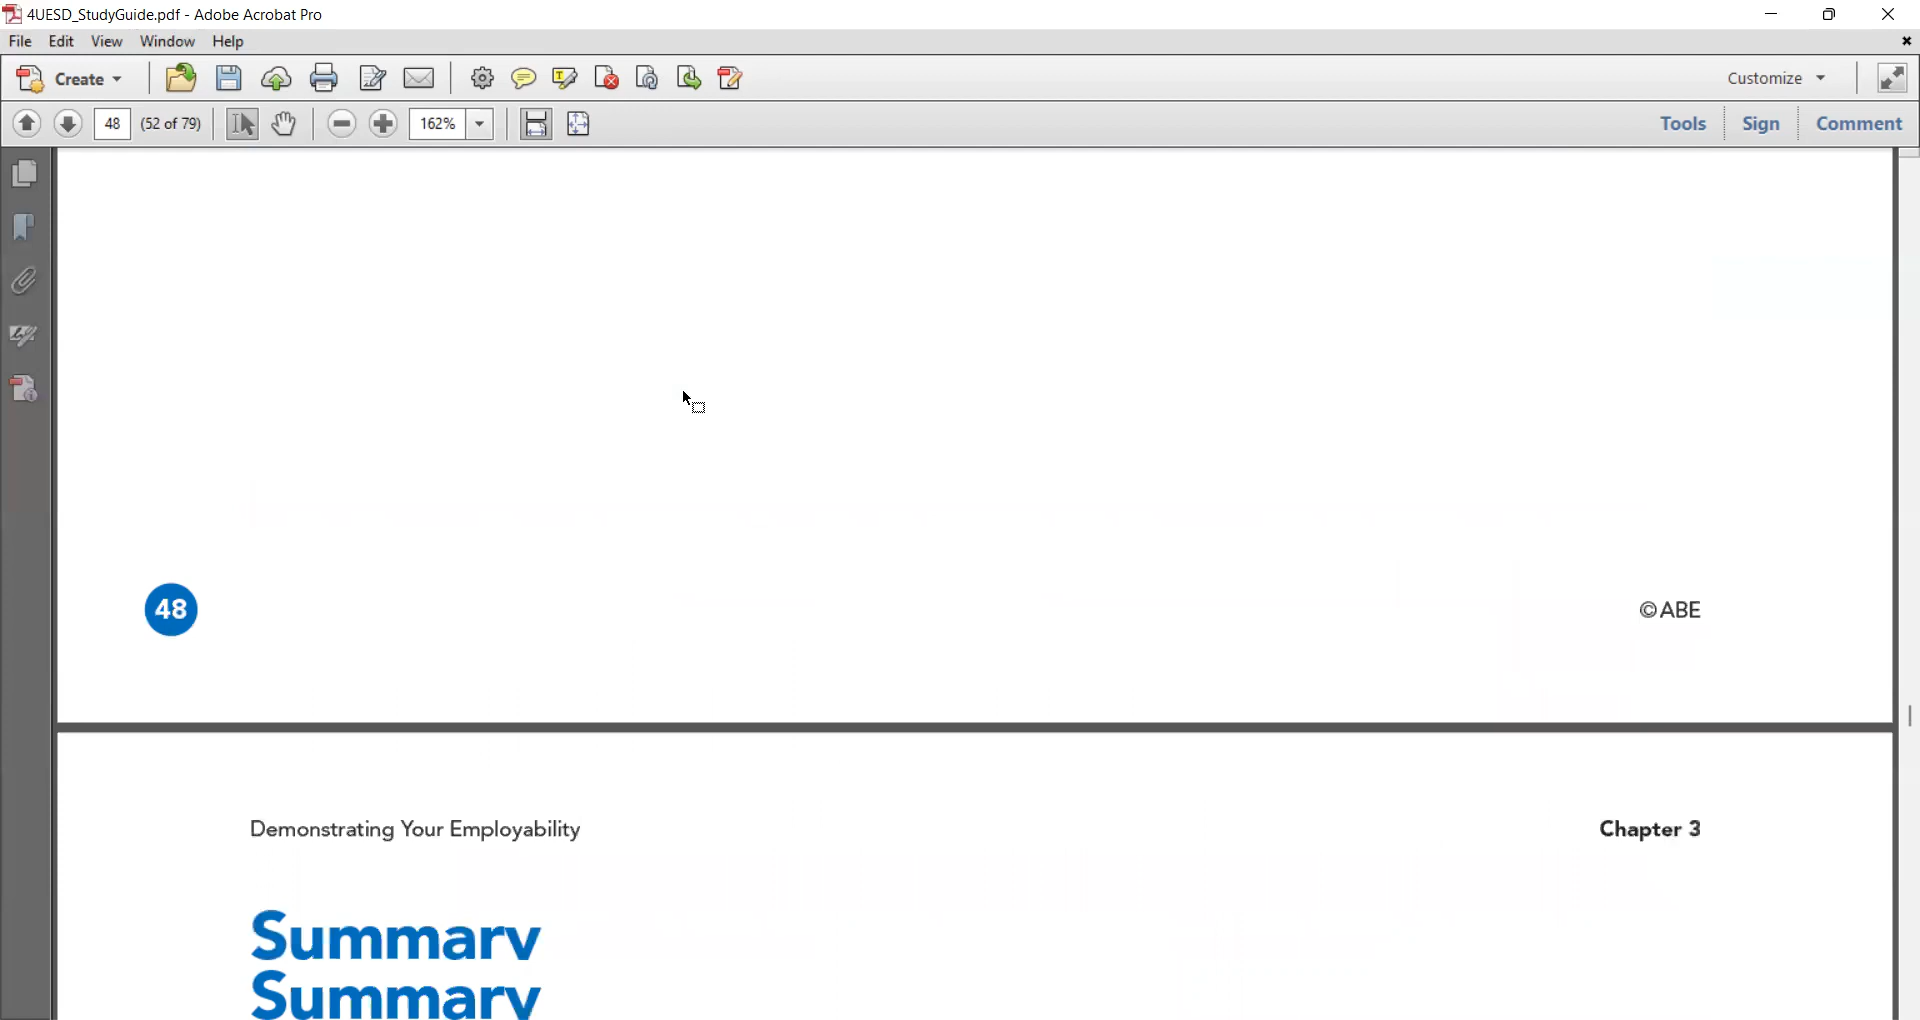 4UESD_StudyGuide.pdf - Adobe Acrobat Pro
File Edit View Window Help
Create Customize
48 (52 of 79) 162% Tools Sign Comment
48 ©ABE
Demonstrating Your Employability Chapter 3
Summary
Summary